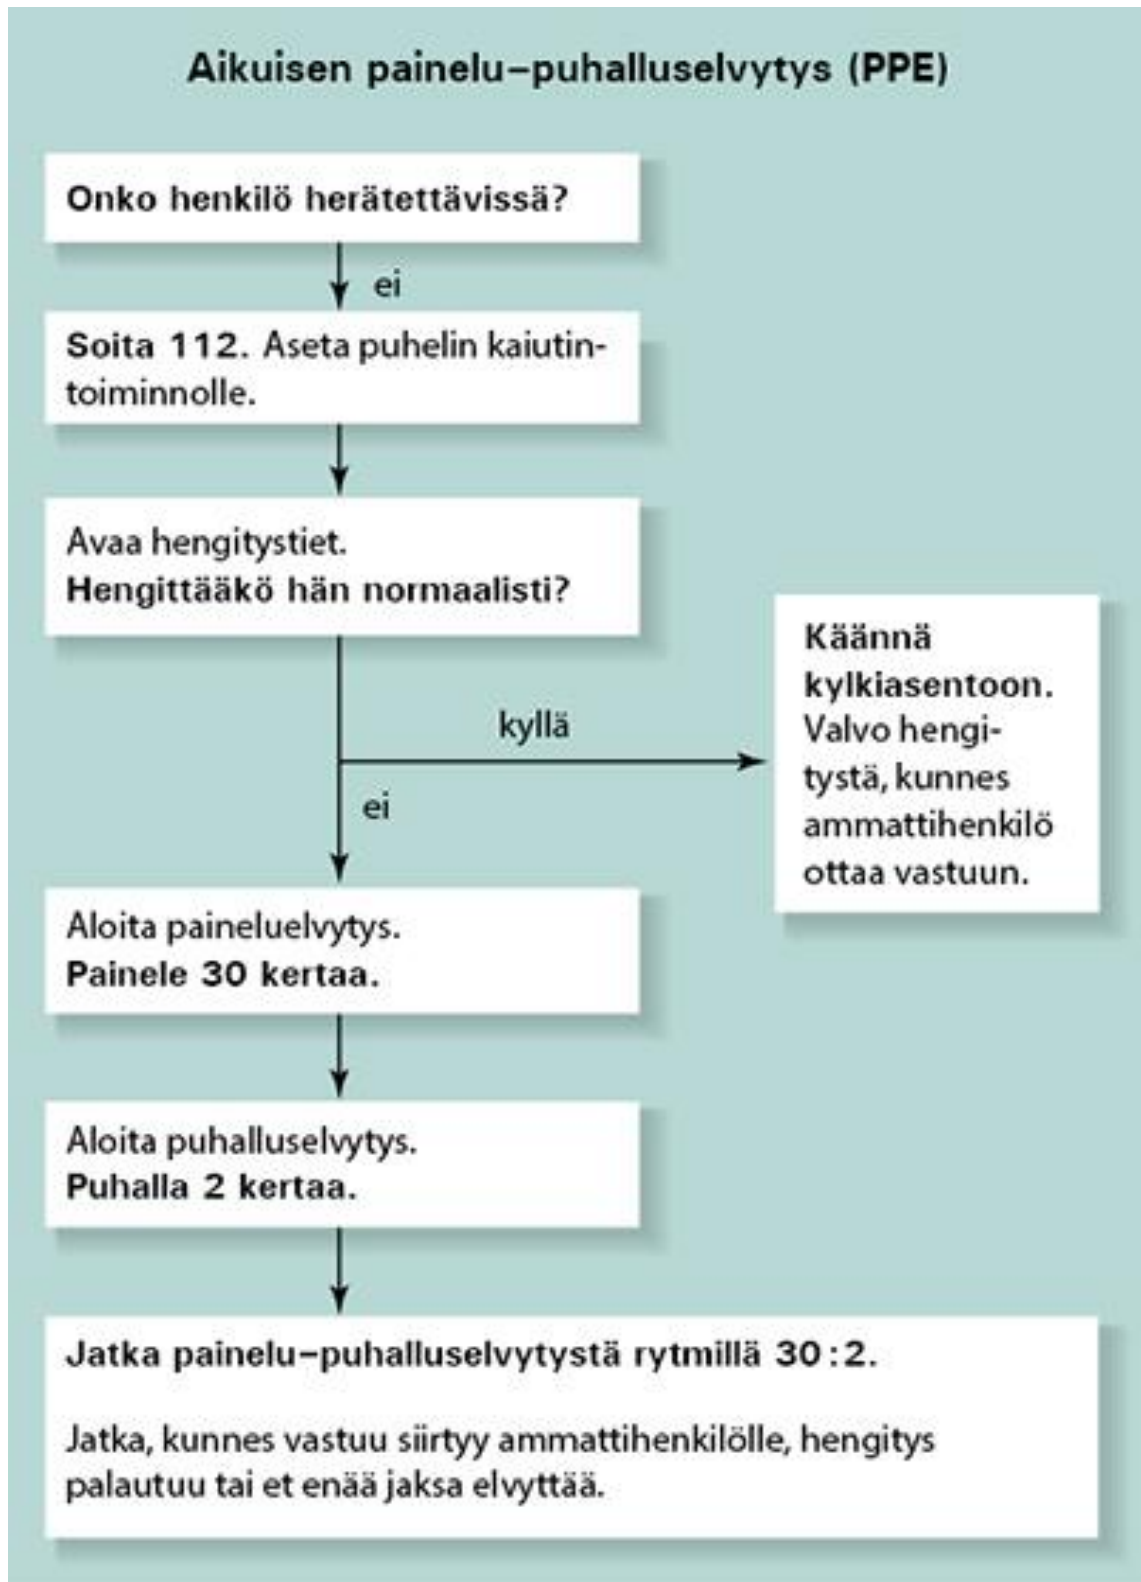 Aikuisen painelu–puhalluselvytys (PPE)
Onko henkilö herätettävissä?
ei
Soita 112. Aseta puhelin kaiutin-
toiminnolle.
Avaa hengitystiet.
Hengittääkö hän normaalisti?
kyllä
Käännä
kylkiasentoon.
Valvo hengi-
tystä, kunnes
ammattihenkilö
ottaa vastuun.
ei
Aloita paineluelvytys.
Painele 30 kertaa.
Aloita puhalluselvytys.
Puhalla 2 kertaa.
Jatka painelu–puhalluselvytystä rytmillä 30:2.
Jatka, kunnes vastuu siirtyy ammattihenkilölle, hengitys
palautuu tai et enää jaksa elvyttää.